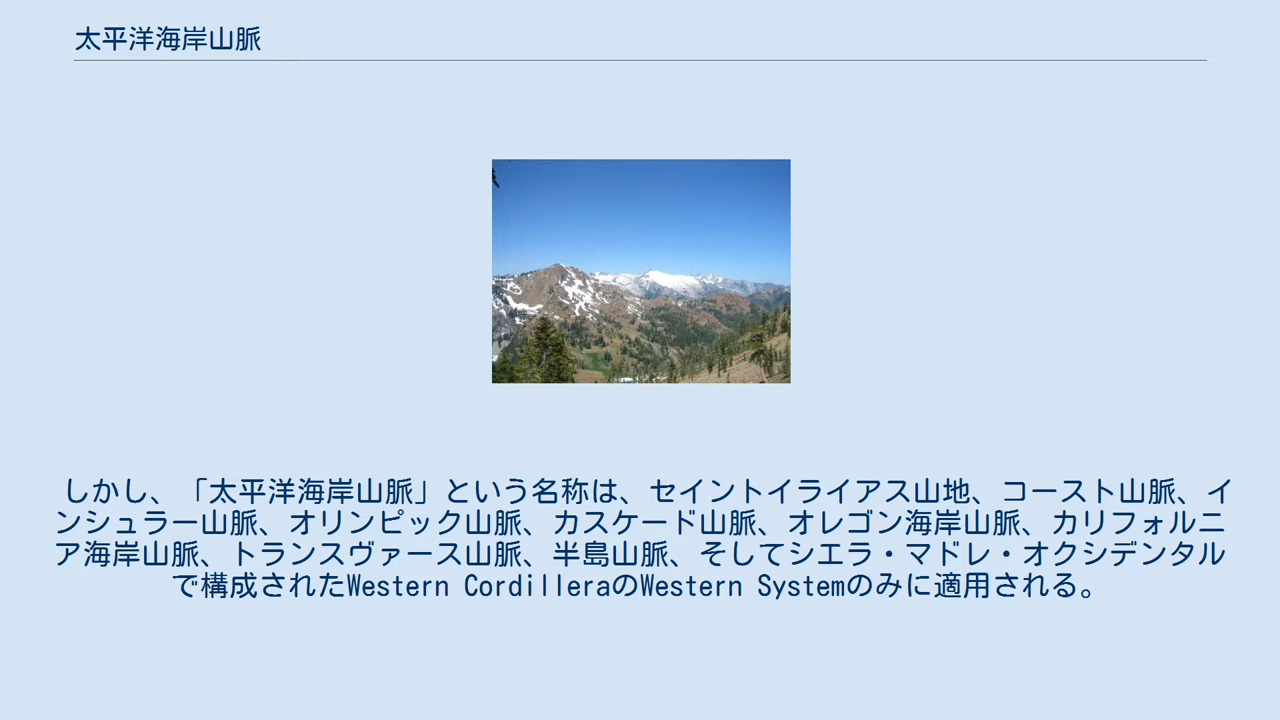 太平洋海岸山脈
しかし、「太平洋海岸山脈」という名称は、セイントイライアス山地、コースト山脈、イ
ンシュラー山脈、オリンピック山脈、カスケード山脈、オレゴン海岸山脈、カリフォルニ
ア海岸山脈、トランスヴァース山脈、半島山脈、そしてシエラ・マドレ・オクシデンタル
で構成されたWestern CordilleraのWestern Systemのみに適用される。